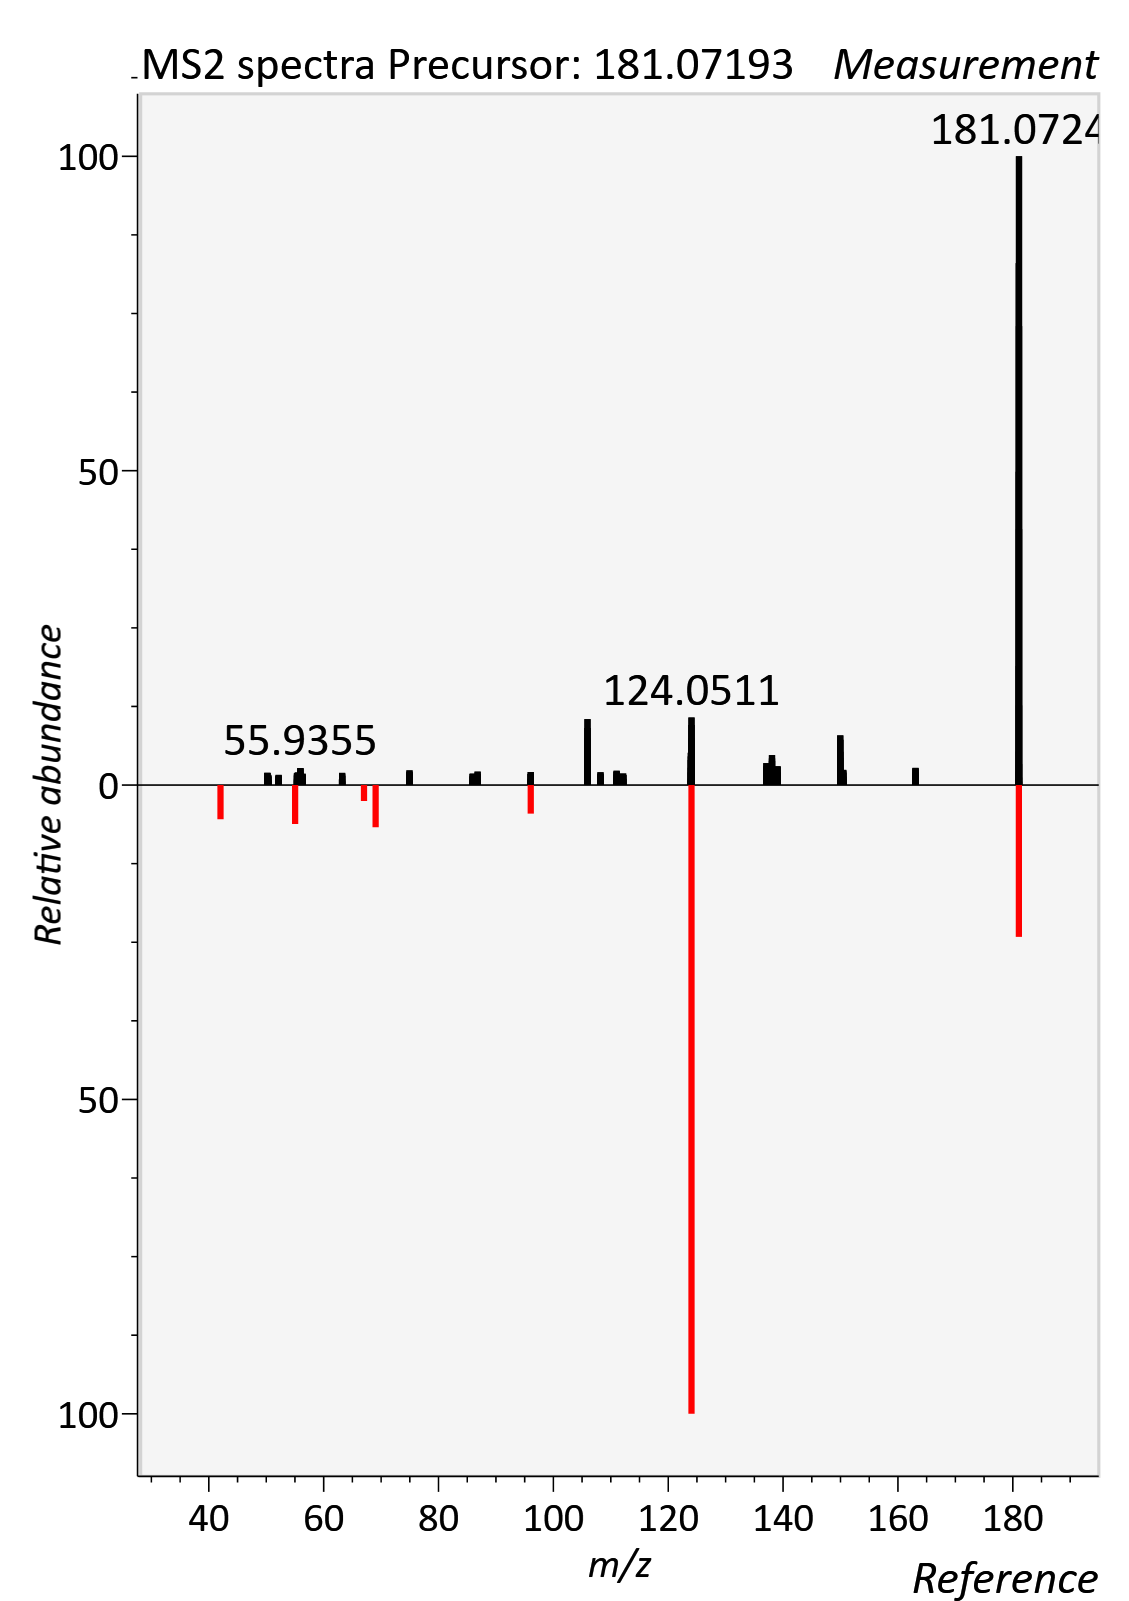 MS2 spectra Precursor: 181.07193 Measurement
181.0724
100
50
124.0511
55.9355
0
Relative abundance
50
100
40 60 80 100 120 140 160 180
m/z
Reference